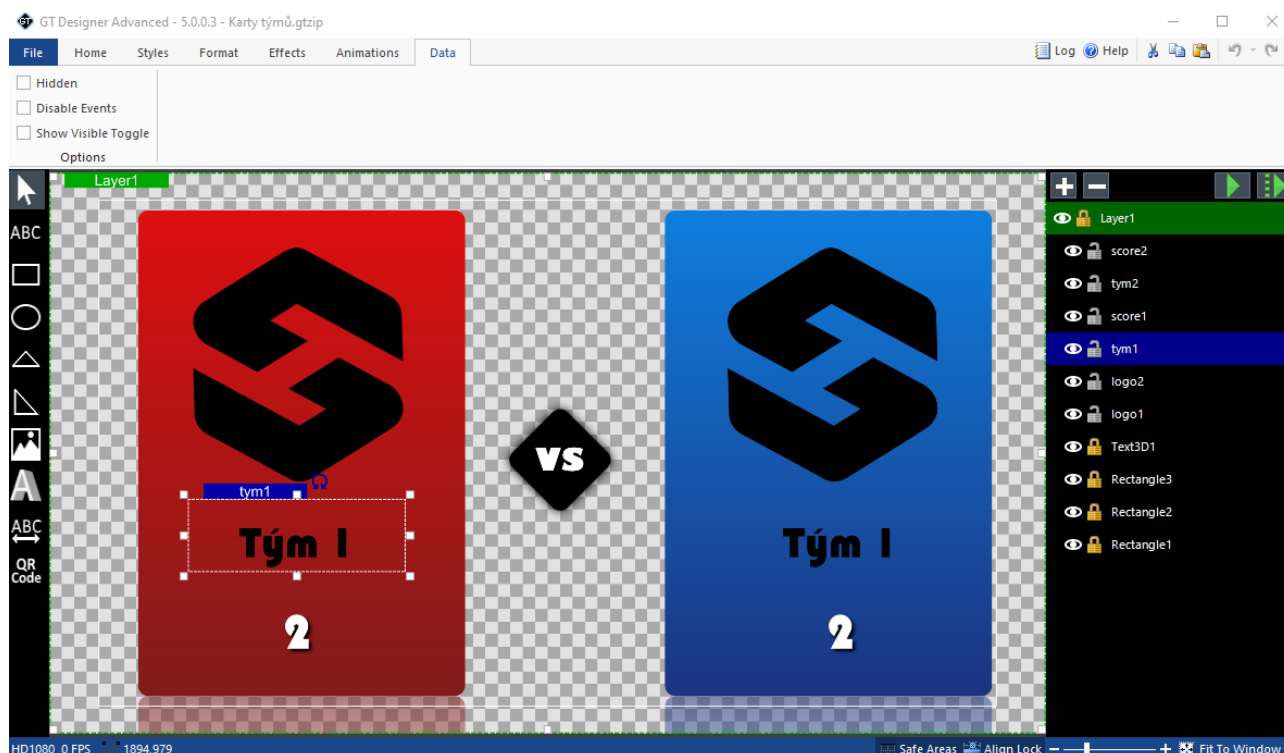 GT Designer Advanced - 5.0.0.3 - Karty týmů.gtzip
File Home Styles Format Effects Animations Data Log Help
Hidden
Disable Events
Show Visible Toggle
Options
Layer1
ABC
ABC
QR
Code
tym1
Tým 1
2
VS
Tým 1
2
Layer1
score2
tym2
score1
tym1
logo2
logo1
Text3D1
Rectangle3
Rectangle2
Rectangle1
HD1080 0 FPS 1894,979 Safe Areas Align Lock Fit To Window